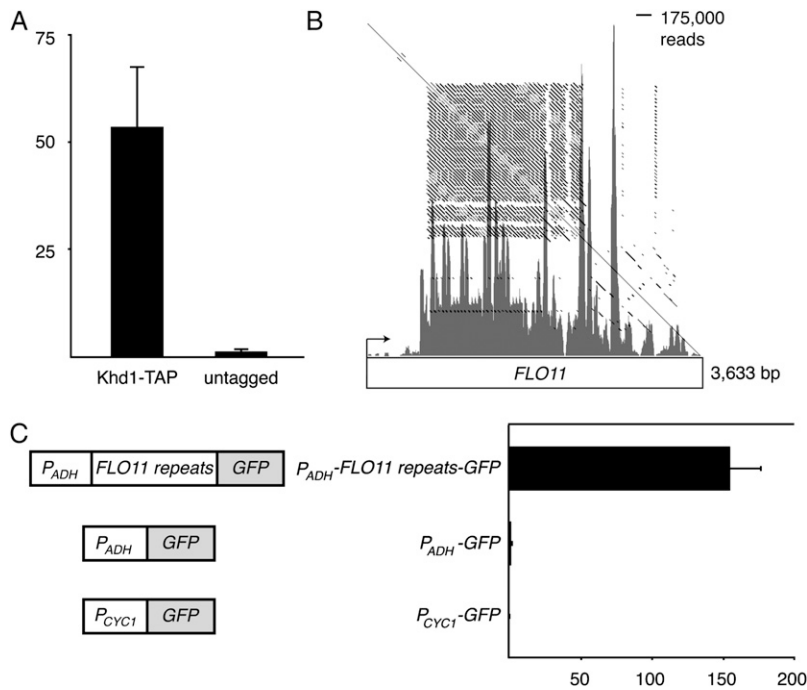 A
75
50
25
Khd1-TAP untagged
B
175,000
reads
FLO11
3,633 bp
C
PADH FLO11 repeats GFP
PADH-FLO11 repeats-GFP
PADH GFP
PADH-GFP
PCYC1 GFP
PCYC1-GFP
50 100 150 200